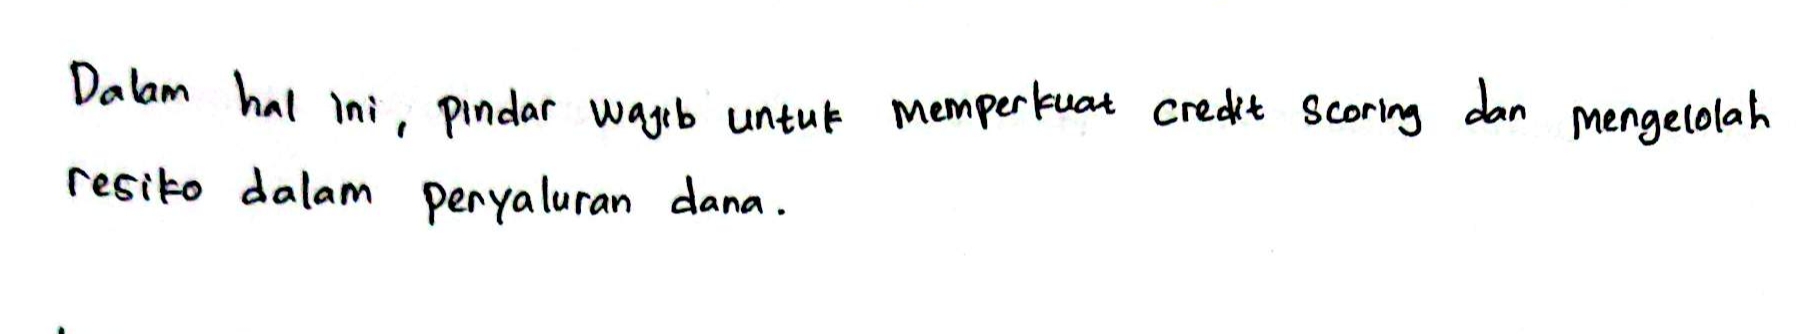 Dalam hal ini, pindar wajib untuk memperkuat credit scoring dan mengelolah
resiko dalam penyaluran dana.